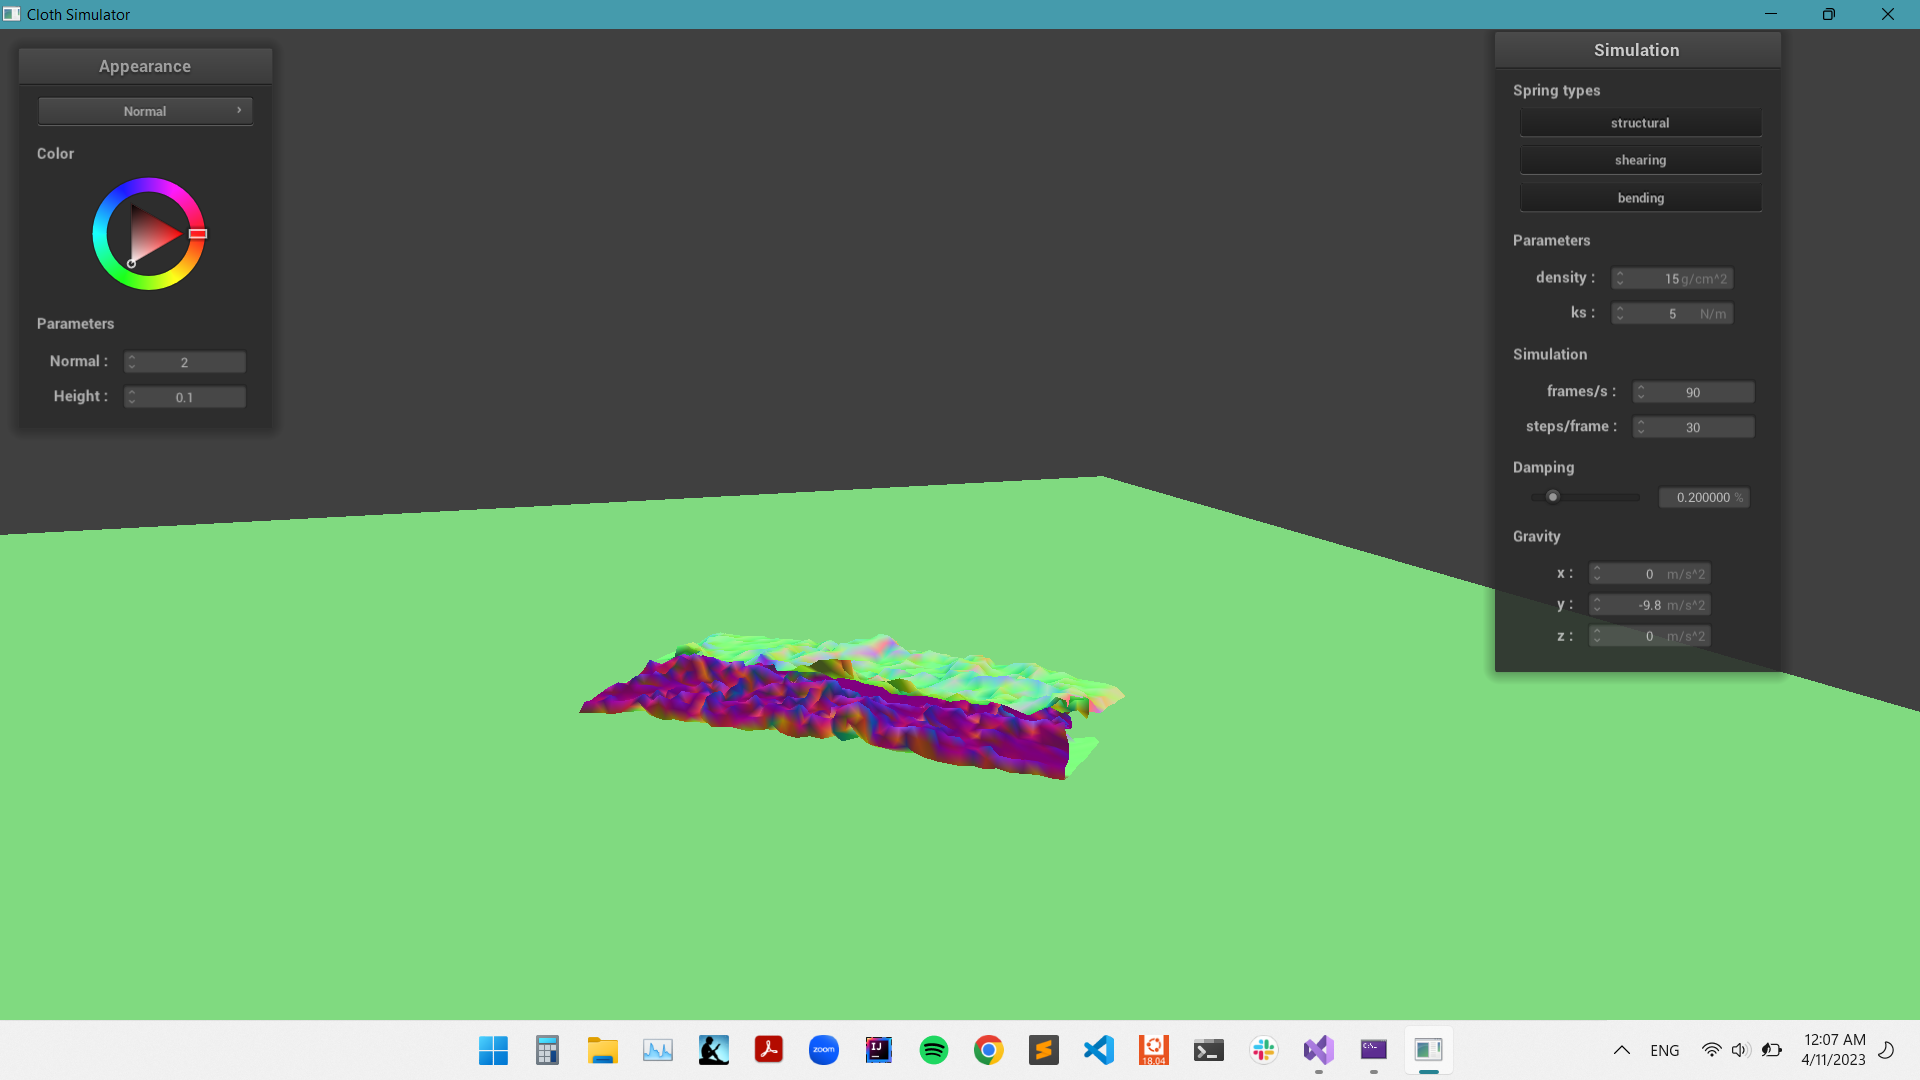 Cloth Simulator
Appearance
Normal
Color
Parameters
Normal :
2
Height :
0.1
Simulation
Spring types
structural
shearing
bending
Parameters
density :
15 g/cm^2
ks :
5 N/m
Simulation
frames/s :
90
steps/frame :
30
Damping
0.200000 %
Gravity
x :
0 m/s^2
y :
-9.8 m/s^2
z :
0 m/s^2
zoom
IJ
18.04
C:\.
ENG
12:07 AM
4/11/2023